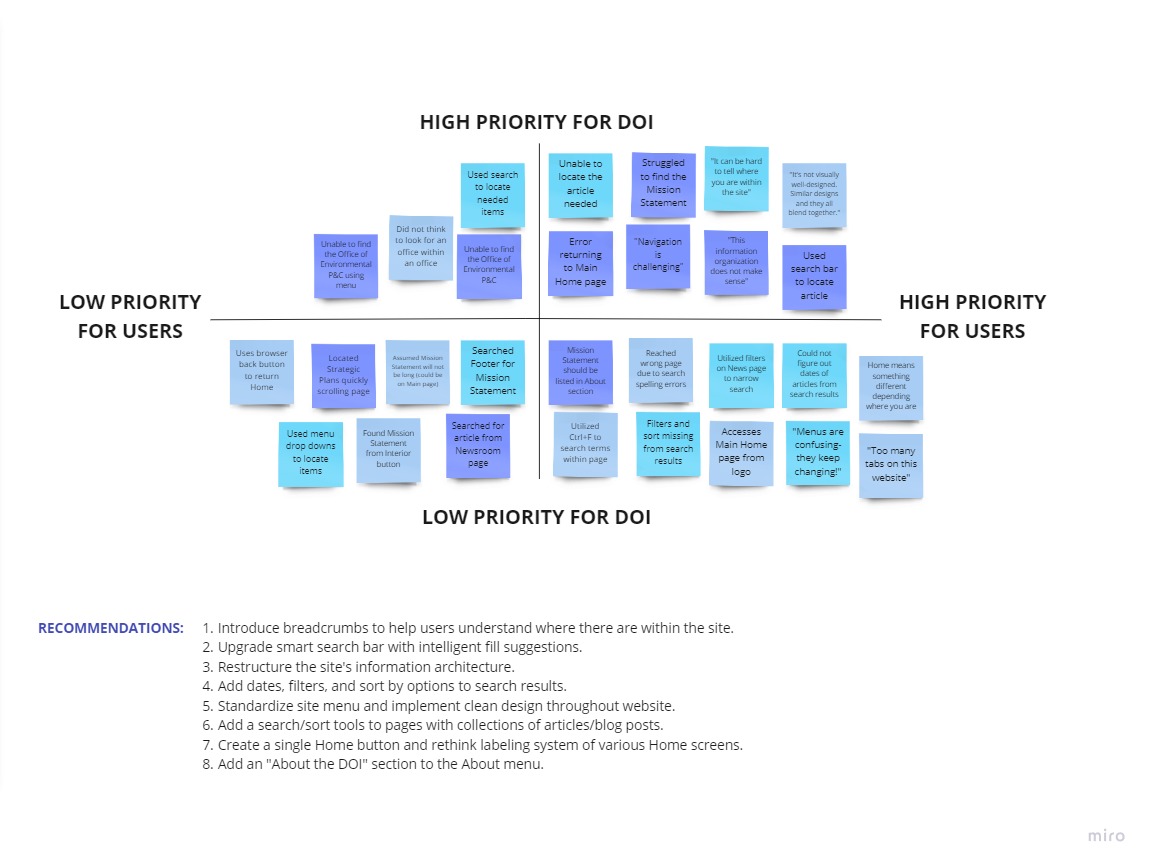 HIGH PRIORITY FOR DOI
Used search
to locate
needed
items
Unable to
locate the
article
needed
Struggled
to find the
Mission
Statement
"It can be hard
to tell where
you are within
the site"
"It's not visually
well-designed.
Similar designs
and they all
blend together."
Unable to find
the Office of
Environmental
P&C using
menu
Did not think
to look for an
office within
an office
Unable to find
the Office of
Environmental
P&C
Error
returning
to Main
Home page
"Navigation
is
challenging"
"This
information
organization
does not make
sense"
Used
search bar
to locate
article
LOW PRIORITY
FOR USERS
HIGH PRIORITY
FOR USERS
Uses browser
back button
to return
Home
Located
Strategic
Plans quickly
scrolling page
Assumed Mission
Statement will not
be long (could be
on Main page)
Searched
Footer for
Mission
Statement
Mission
Statement
should be
listed in About
section
Reached
wrong page
due to search
spelling errors
Utilized filters
on News page
to narrow
search
Could not
figure out
dates of
articles from
search results
Home means
something
different
depending
where you are
Used menu
drop downs
to locate
items
Found Mission
Statement
from Interior
button
Searched for
article from
Newsroom
page
Utilized
Ctrl+F to
search terms
within page
Filters and
sort missing
from search
results
Accesses
Main Home
page from
logo
"Menus are
confusing-
they keep
changing!"
"Too many
tabs on this
website"
LOW PRIORITY FOR DOI
RECOMMENDATIONS:
1. Introduce breadcrumbs to help users understand where there are within the site.
2. Upgrade smart search bar with intelligent fill suggestions.
3. Restructure the site's information architecture.
4. Add dates, filters, and sort by options to search results.
5. Standardize site menu and implement clean design throughout website.
6. Add a search/sort tools to pages with collections of articles/blog posts.
7. Create a single Home button and rethink labeling system of various Home screens.
8. Add an "About the DOI" section to the About menu.
miro